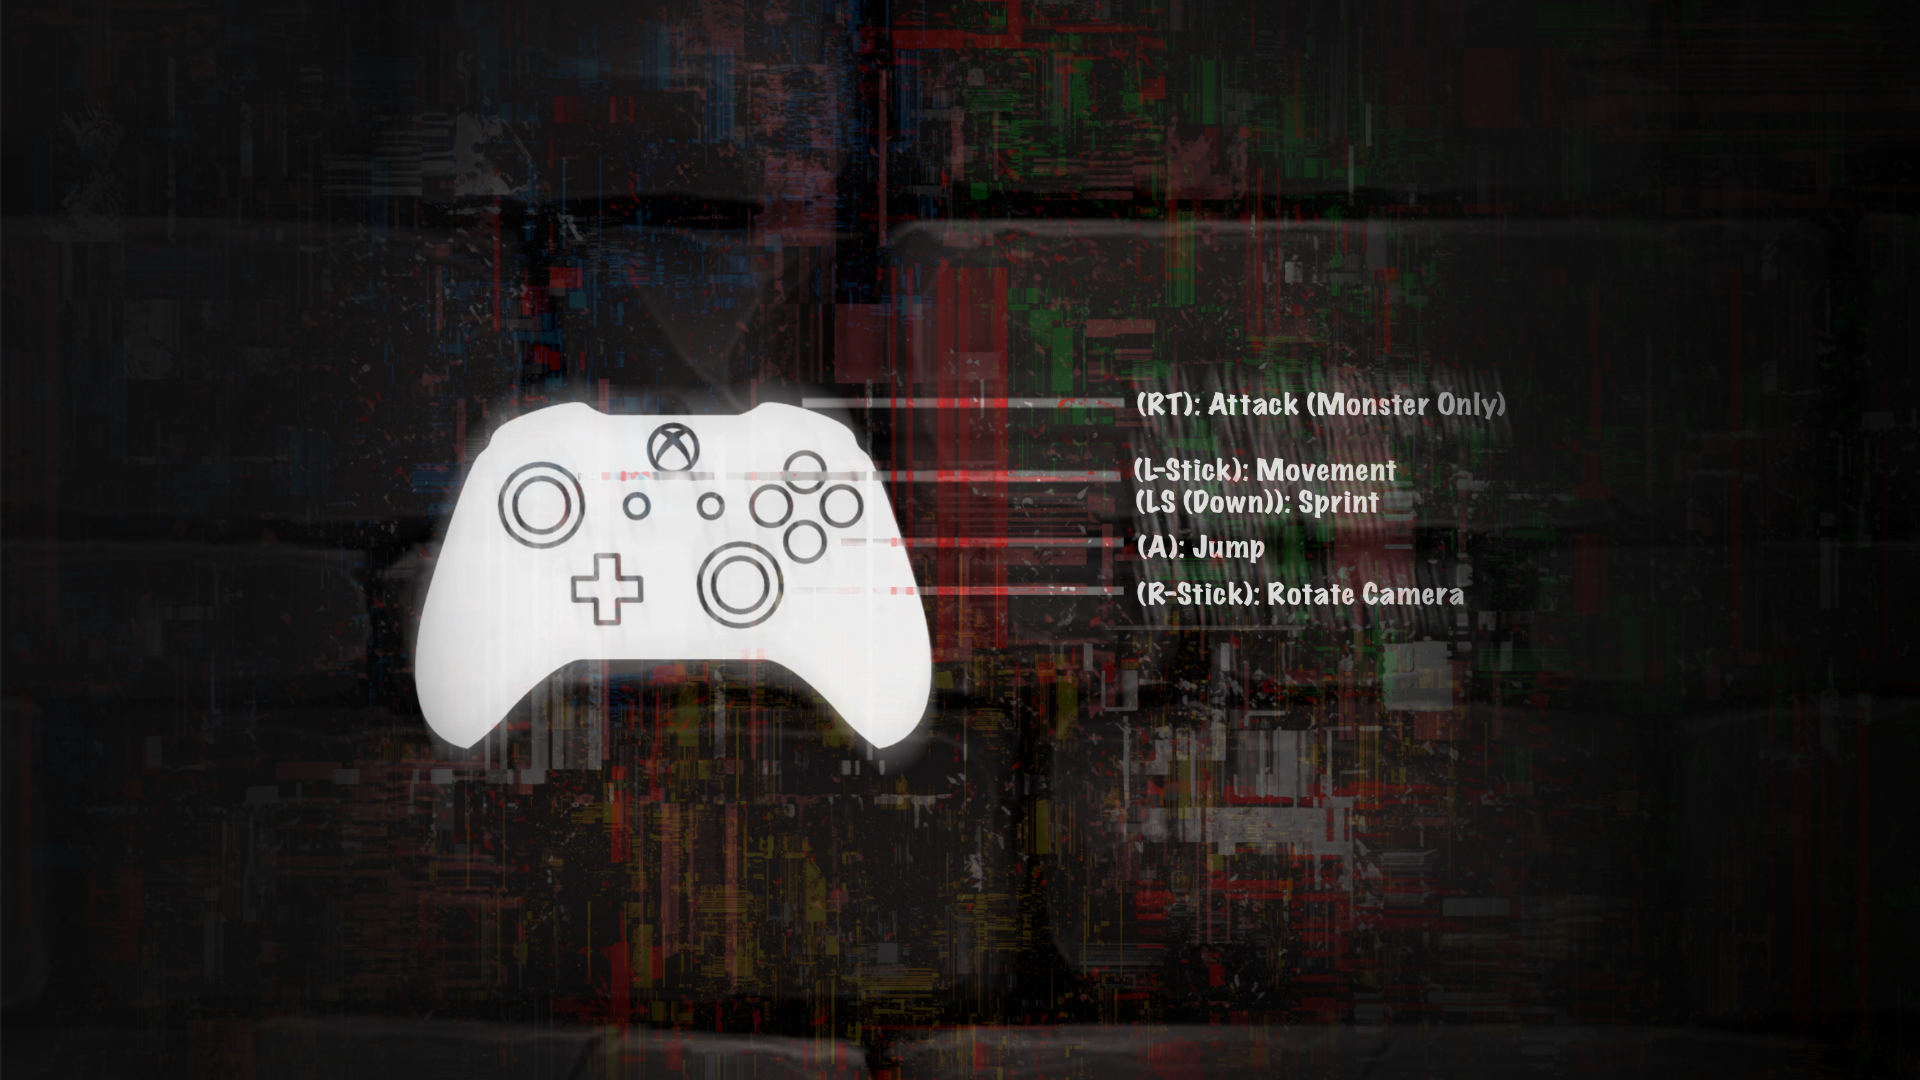 (RT): Attack (Monster Only)
(L-Stick): Movement
(LS (Down)): Sprint
(A): Jump
(R-Stick): Rotate Camera